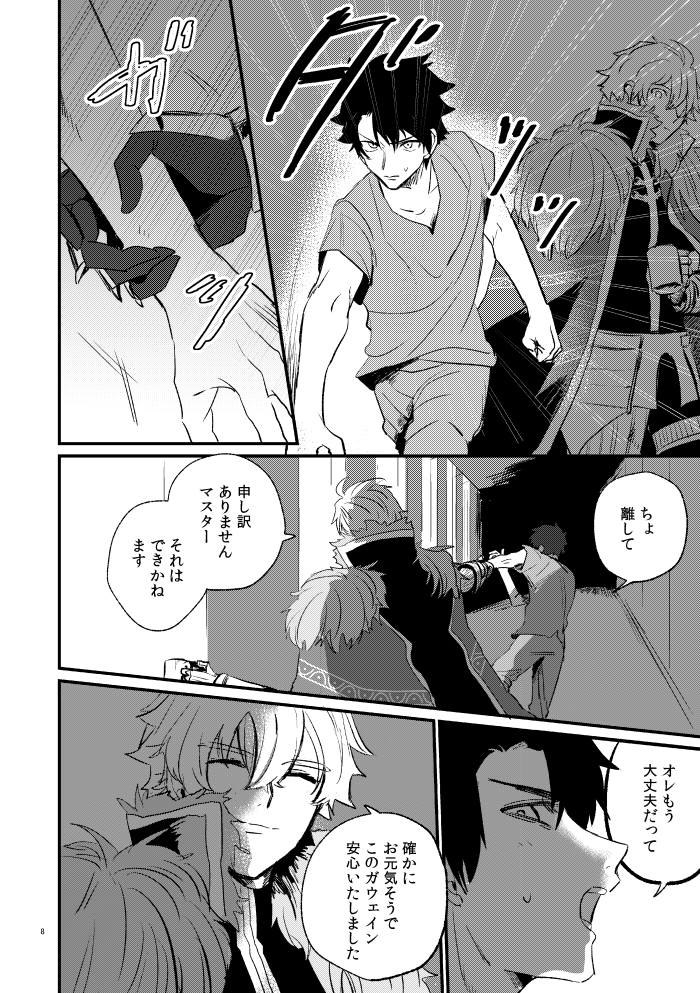 ダダッ
ガシッ
ちょ
離して
申し訳
ありません
マスター
それは
できかね
ます
オレもう
大丈夫だって
確かに
お元気そうで
このガウェイン
安心いたしました
8